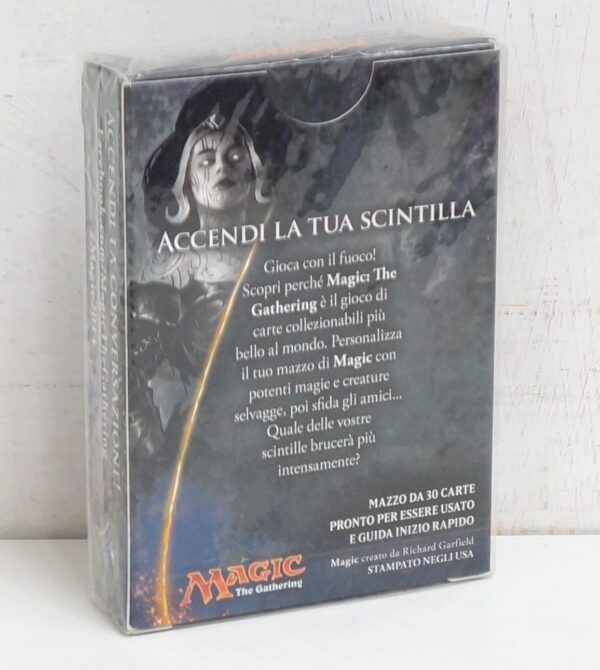 ACCENDI LA TUA SCINTILLA
Gioca con il fuoco!
Scopri perché Magic: The
Gathering è il gioco di
carte collezionabili più
bello al mondo. Personalizza
il tuo mazzo di Magic con
potenti magie e creature
selvagge, poi sfida gli amici...
Quale delle vostre
scintille brucerà più
intensamente?
MAZZO DA 30 CARTE
PRONTO PER ESSERE USATO
E GUIDA INIZIO RAPIDO
Magic creato da Richard Garfield
STAMPATO NEGLI USA
MAGIC
The Gathering
ACCENDI LA CONVERSAZIONE!